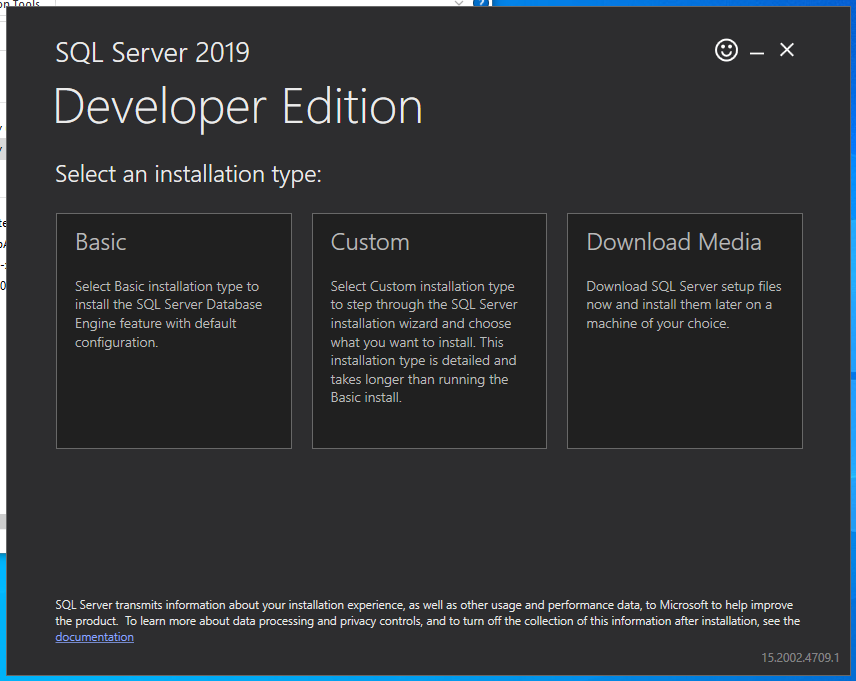 SQL Server 2019
Developer Edition
Select an installation type:
Basic
Select Basic installation type to
install the SQL Server Database
Engine feature with default
configuration.
Custom
Select Custom installation type
to step through the SQL Server
installation wizard and choose
what you want to install. This
installation type is detailed and
takes longer than running the
Basic install.
Download Media
Download SQL Server setup files
now and install them later on a
machine of your choice.
SQL Server transmits information about your installation experience, as well as other usage and performance data, to Microsoft to help improve
the product.  To learn more about data processing and privacy controls, and to turn off the collection of this information after installation, see the
documentation
15.2002.4709.1